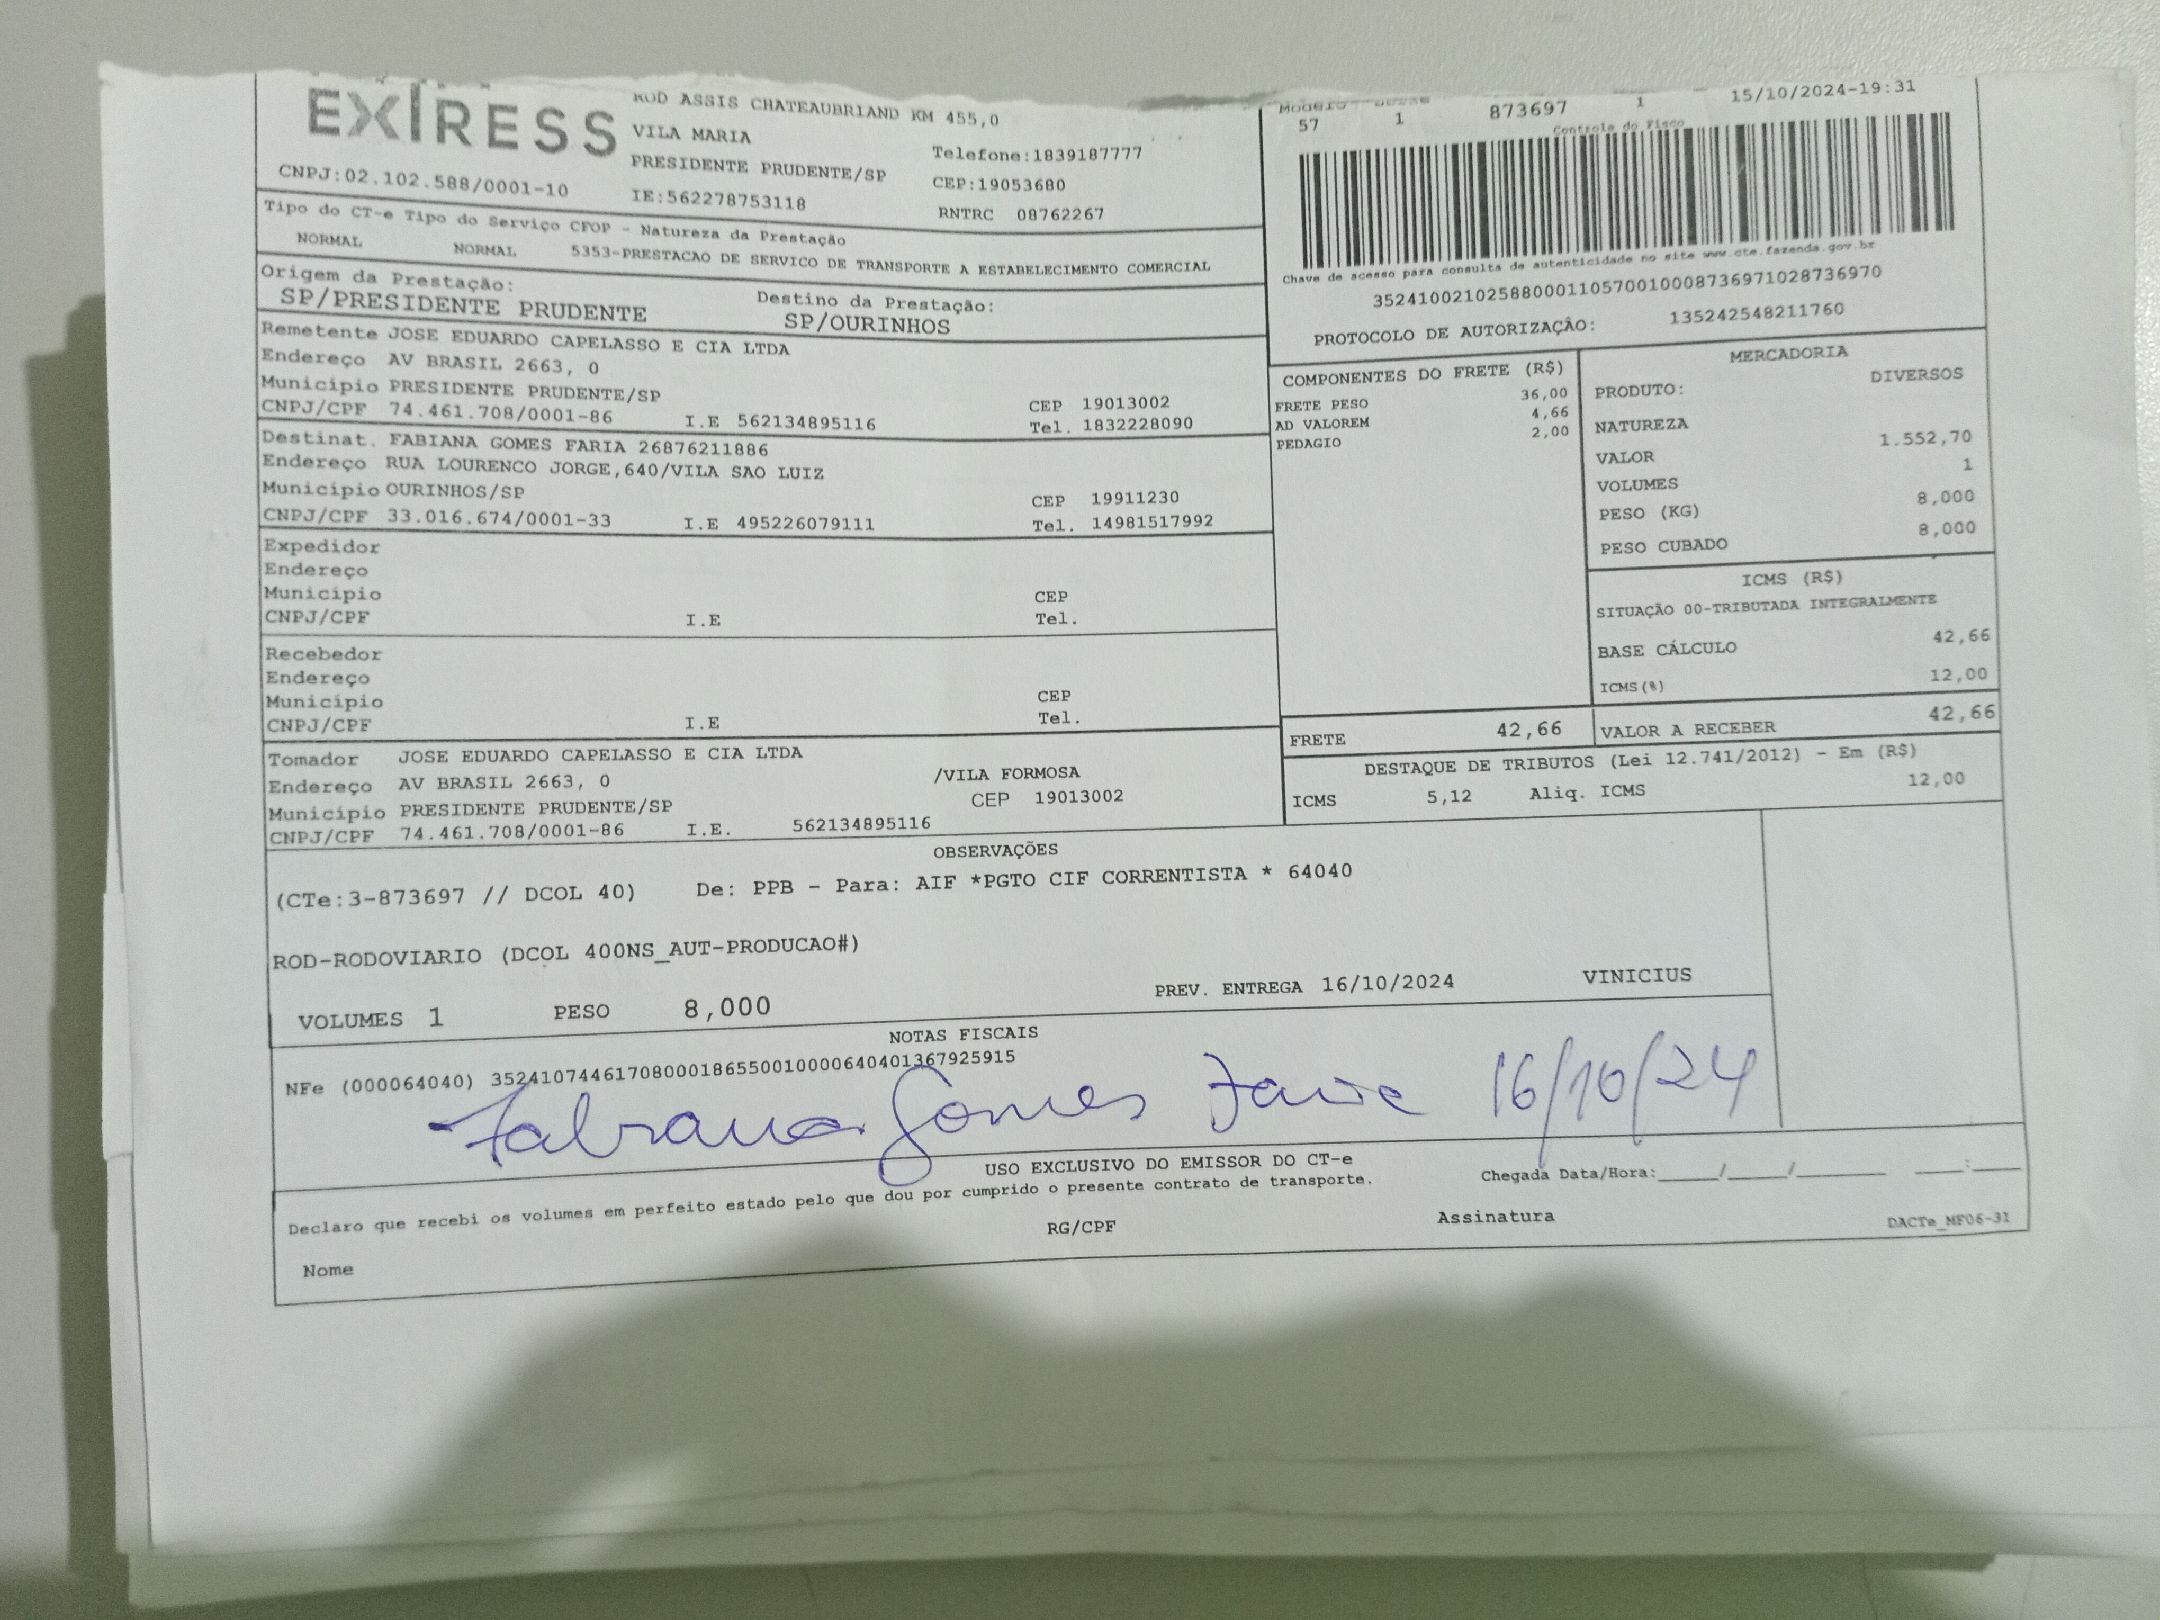 EXPRESS
ROD ASSIS CHATEAUBRIAND KM 455,0
VILA MARIA
PRESIDENTE PRUDENTE/SP
Telefone:1839187777
CEP:19053680
CNPJ:02.102.588/0001-10
IE:562278753118
RNTRC 08762267
Modelo
57 1 873697 1 15/10/2024-19:31
Controle do Fisco
Chave de acesso para consulta de autenticidade no site www.cte.fazenda.gov.br
35241002102588000110570010008736971028736970
PROTOCOLO DE AUTORIZAÇÃO: 135242548211760
Tipo do CT-e Tipo do Serviço CFOP - Natureza da Prestação
NORMAL NORMAL 5353-PRESTACAO DE SERVICO DE TRANSPORTE A ESTABELECIMENTO COMERCIAL
Origem da Prestação:
SP/PRESIDENTE PRUDENTE
Destino da Prestação:
SP/OURINHOS
Remetente JOSE EDUARDO CAPELASSO E CIA LTDA
Endereço AV BRASIL 2663, 0
Município PRESIDENTE PRUDENTE/SP CEP 19013002
CNPJ/CPF 74.461.708/0001-86 I.E 562134895116 Tel. 1832228090
Destinat. FABIANA GOMES FARIA 26876211886
Endereço RUA LOURENCO JORGE,640/VILA SAO LUIZ
Município OURINHOS/SP CEP 19911230
CNPJ/CPF 33.016.674/0001-33 I.E 495226079111 Tel. 14981517992
Expedidor
Endereço
Município CEP
CNPJ/CPF I.E Tel.
Recebedor
Endereço
Município CEP
CNPJ/CPF I.E Tel.
Tomador JOSE EDUARDO CAPELASSO E CIA LTDA
Endereço AV BRASIL 2663, 0 /VILA FORMOSA
Município PRESIDENTE PRUDENTE/SP CEP 19013002
CNPJ/CPF 74.461.708/0001-86 I.E. 562134895116
COMPONENTES DO FRETE (R$)
FRETE PESO 36,00
AD VALOREM 4,66
PEDAGIO 2,00
MERCADORIA
PRODUTO: DIVERSOS
NATUREZA
VALOR 1.552,70
VOLUMES 1
PESO (KG) 8,000
PESO CUBADO 8,000
ICMS (R$)
SITUAÇÃO 00-TRIBUTADA INTEGRALMENTE
BASE CÁLCULO 42,66
ICMS(%) 12,00
FRETE 42,66 VALOR A RECEBER 42,66
DESTAQUE DE TRIBUTOS (Lei 12.741/2012) - Em (R$)
ICMS 5,12 Aliq. ICMS 12,00
OBSERVAÇÕES
(CTe:3-873697 // DCOL 40) De: PPB - Para: AIF *PGTO CIF CORRENTISTA * 64040
ROD-RODOVIARIO (DCOL 400NS_AUT-PRODUCAO#)
VOLUMES 1 PESO 8,000 PREV. ENTREGA 16/10/2024 VINICIUS
NOTAS FISCAIS
NFe (000064040) 35241074461708000186550010000640401367925915
Fabiana Gomes Faria 16/10/24
USO EXCLUSIVO DO EMISSOR DO CT-e
Declaro que recebi os volumes em perfeito estado pelo que dou por cumprido o presente contrato de transporte.
Chegada Data/Hora:_____/_____/_______ ____:____
Nome RG/CPF Assinatura DACTe_MF06-31